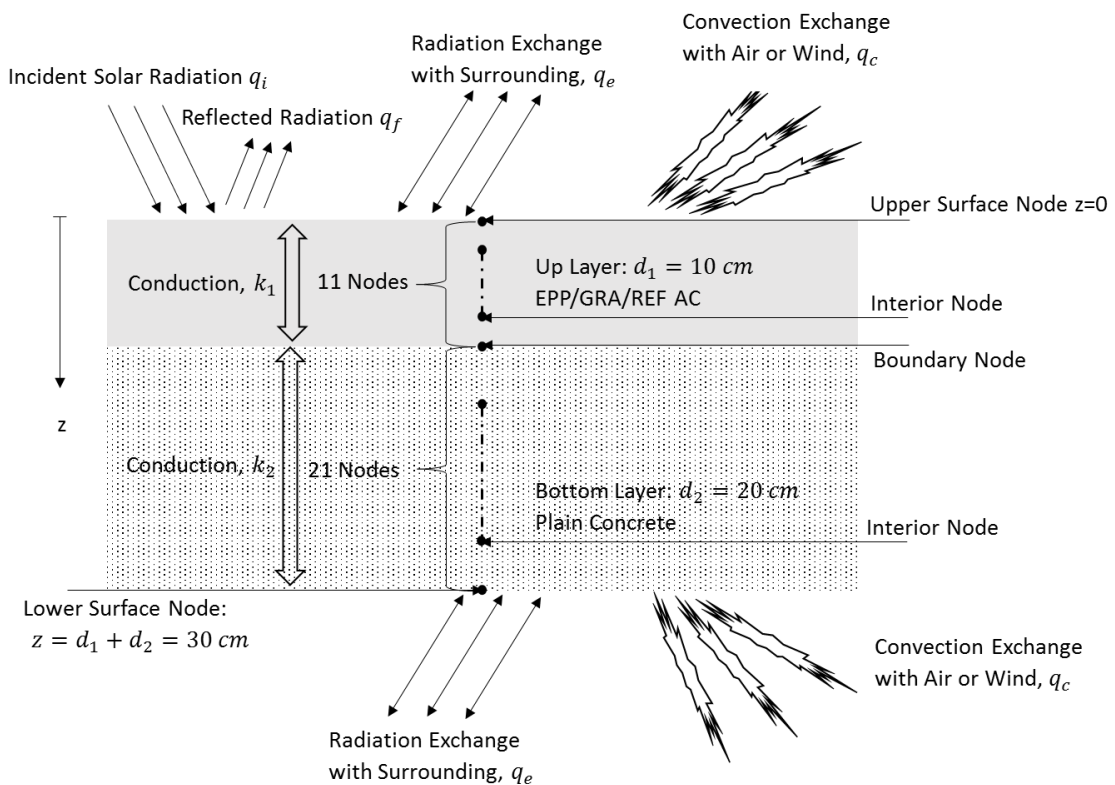 Convection Exchange
with Air or Wind, q_c
Radiation Exchange
with Surrounding, q_e
Incident Solar Radiation q_i
Reflected Radiation q_f
Upper Surface Node z=0
Conduction, k_1
11 Nodes
Up Layer: d_1 = 10 cm
EPP/GRA/REF AC
Interior Node
Boundary Node
z
Conduction, k_2
21 Nodes
Bottom Layer: d_2 = 20 cm
Plain Concrete
Interior Node
Lower Surface Node:
z = d_1 + d_2 = 30 cm
Convection Exchange
with Air or Wind, q_c
Radiation Exchange
with Surrounding, q_e